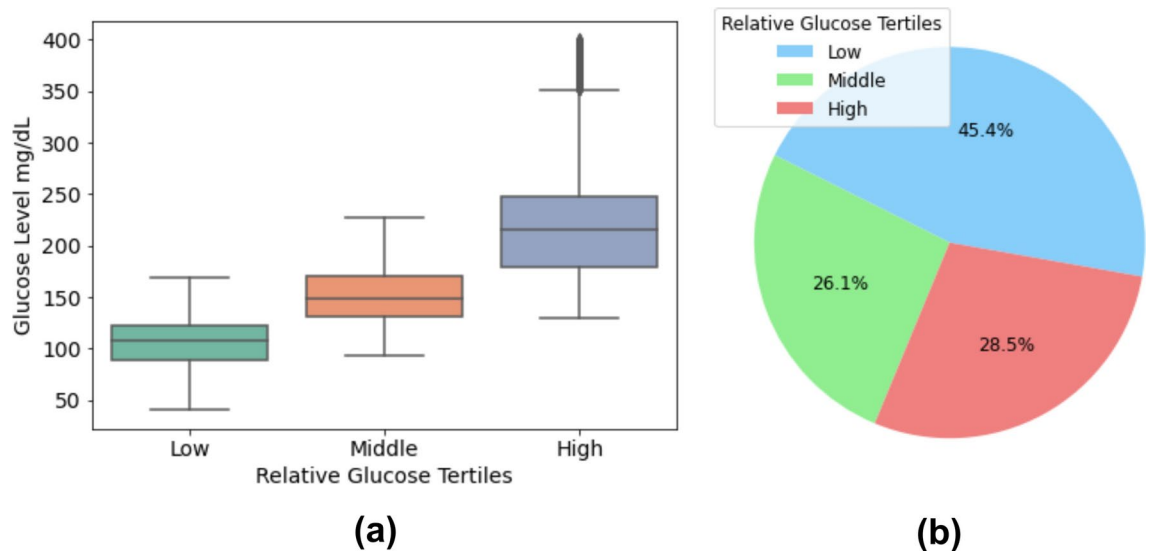 400
350
300
250
200
150
100
50
Glucose Level mg/dL
Low Middle High
Relative Glucose Tertiles
(a)
Relative Glucose Tertiles
Low
Middle
High
45.4%
26.1%
28.5%
(b)